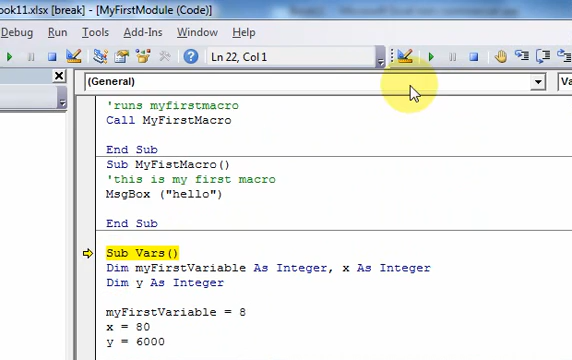 ook11.xlsx [break] - [MyFirstModule (Code)]
Debug Run Tools Add-Ins Window Help
Ln 22, Col 1
(General)
Va
'runs myfirstmacro
Call MyFirstMacro
End Sub
Sub MyFistMacro()
'this is my first macro
MsgBox ("hello")
End Sub
Sub Vars()
Dim myFirstVariable As Integer, x As Integer
Dim y As Integer
myFirstVariable = 8
x = 80
y = 6000